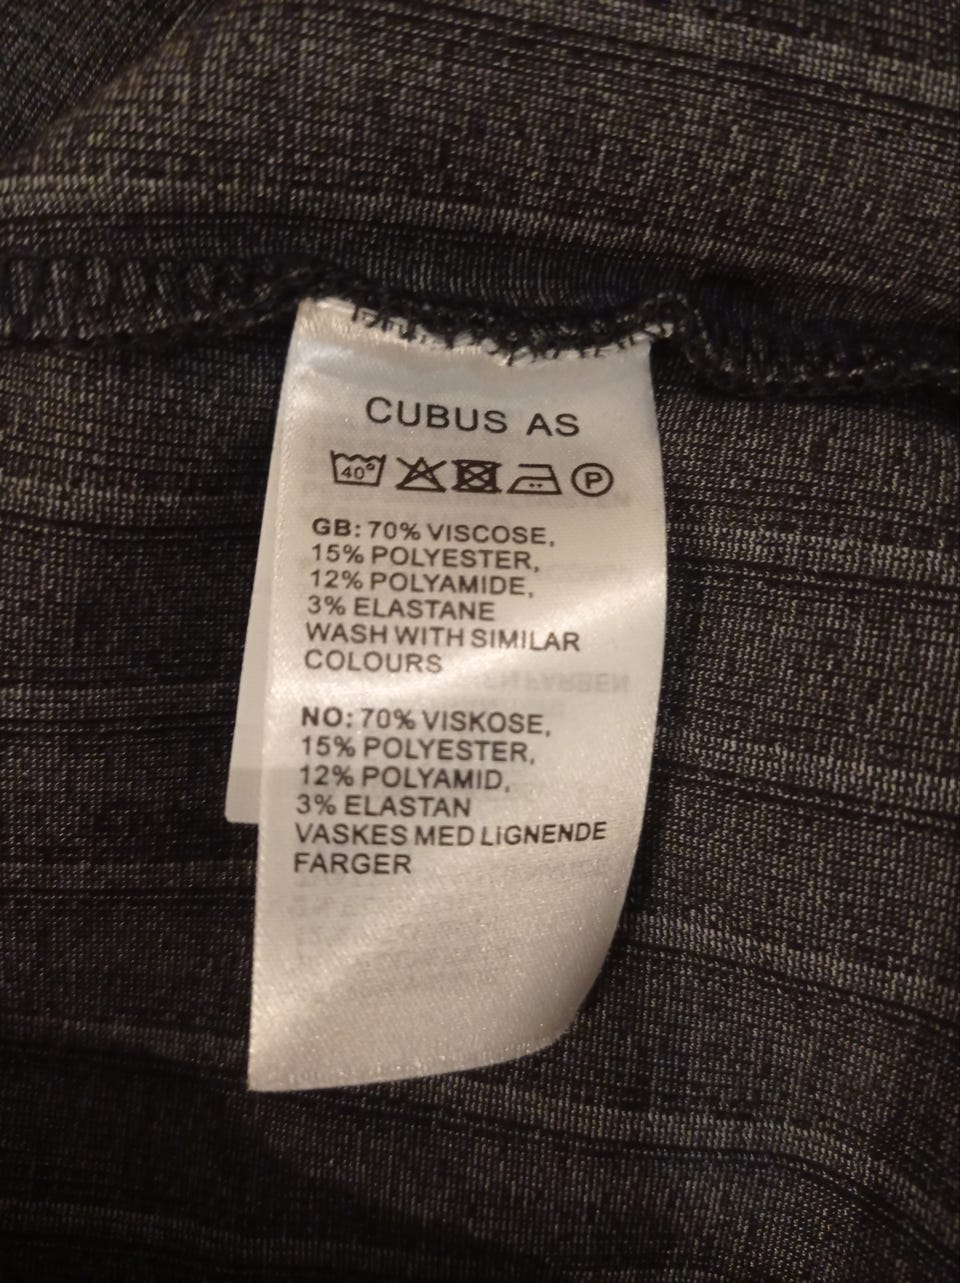 CUBUS AS
40° P
GB: 70% VISCOSE,
15% POLYESTER,
12% POLYAMIDE,
3% ELASTANE
WASH WITH SIMILAR
COLOURS
NO: 70% VISKOSE,
15% POLYESTER,
12% POLYAMID,
3% ELASTAN
VASKES MED LIGNENDE
FARGER